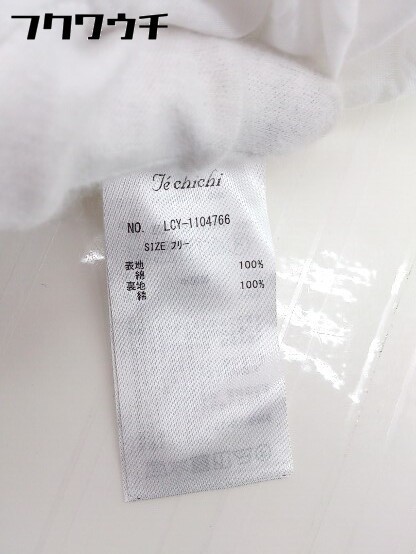 フクワウチ
Té chichi
NO. LCY-1104766
SIZE フリー
表地
綿 100%
裏地
綿 100%